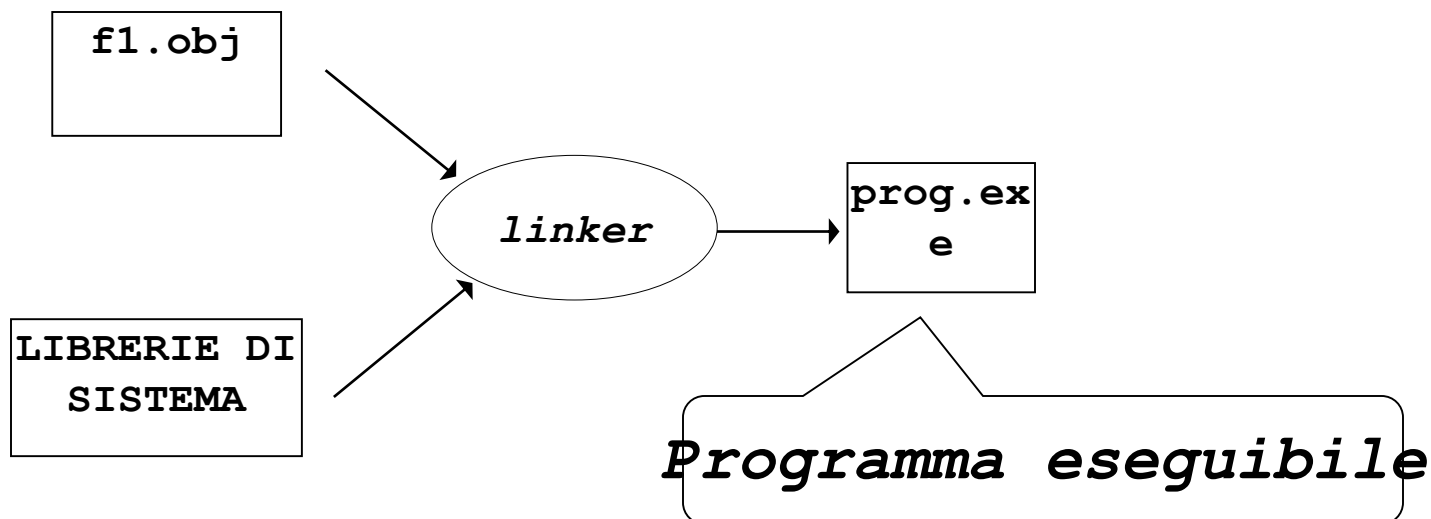 f1.obj
linker
prog.ex
e
LIBRERIE DI
SISTEMA
Programma eseguibile